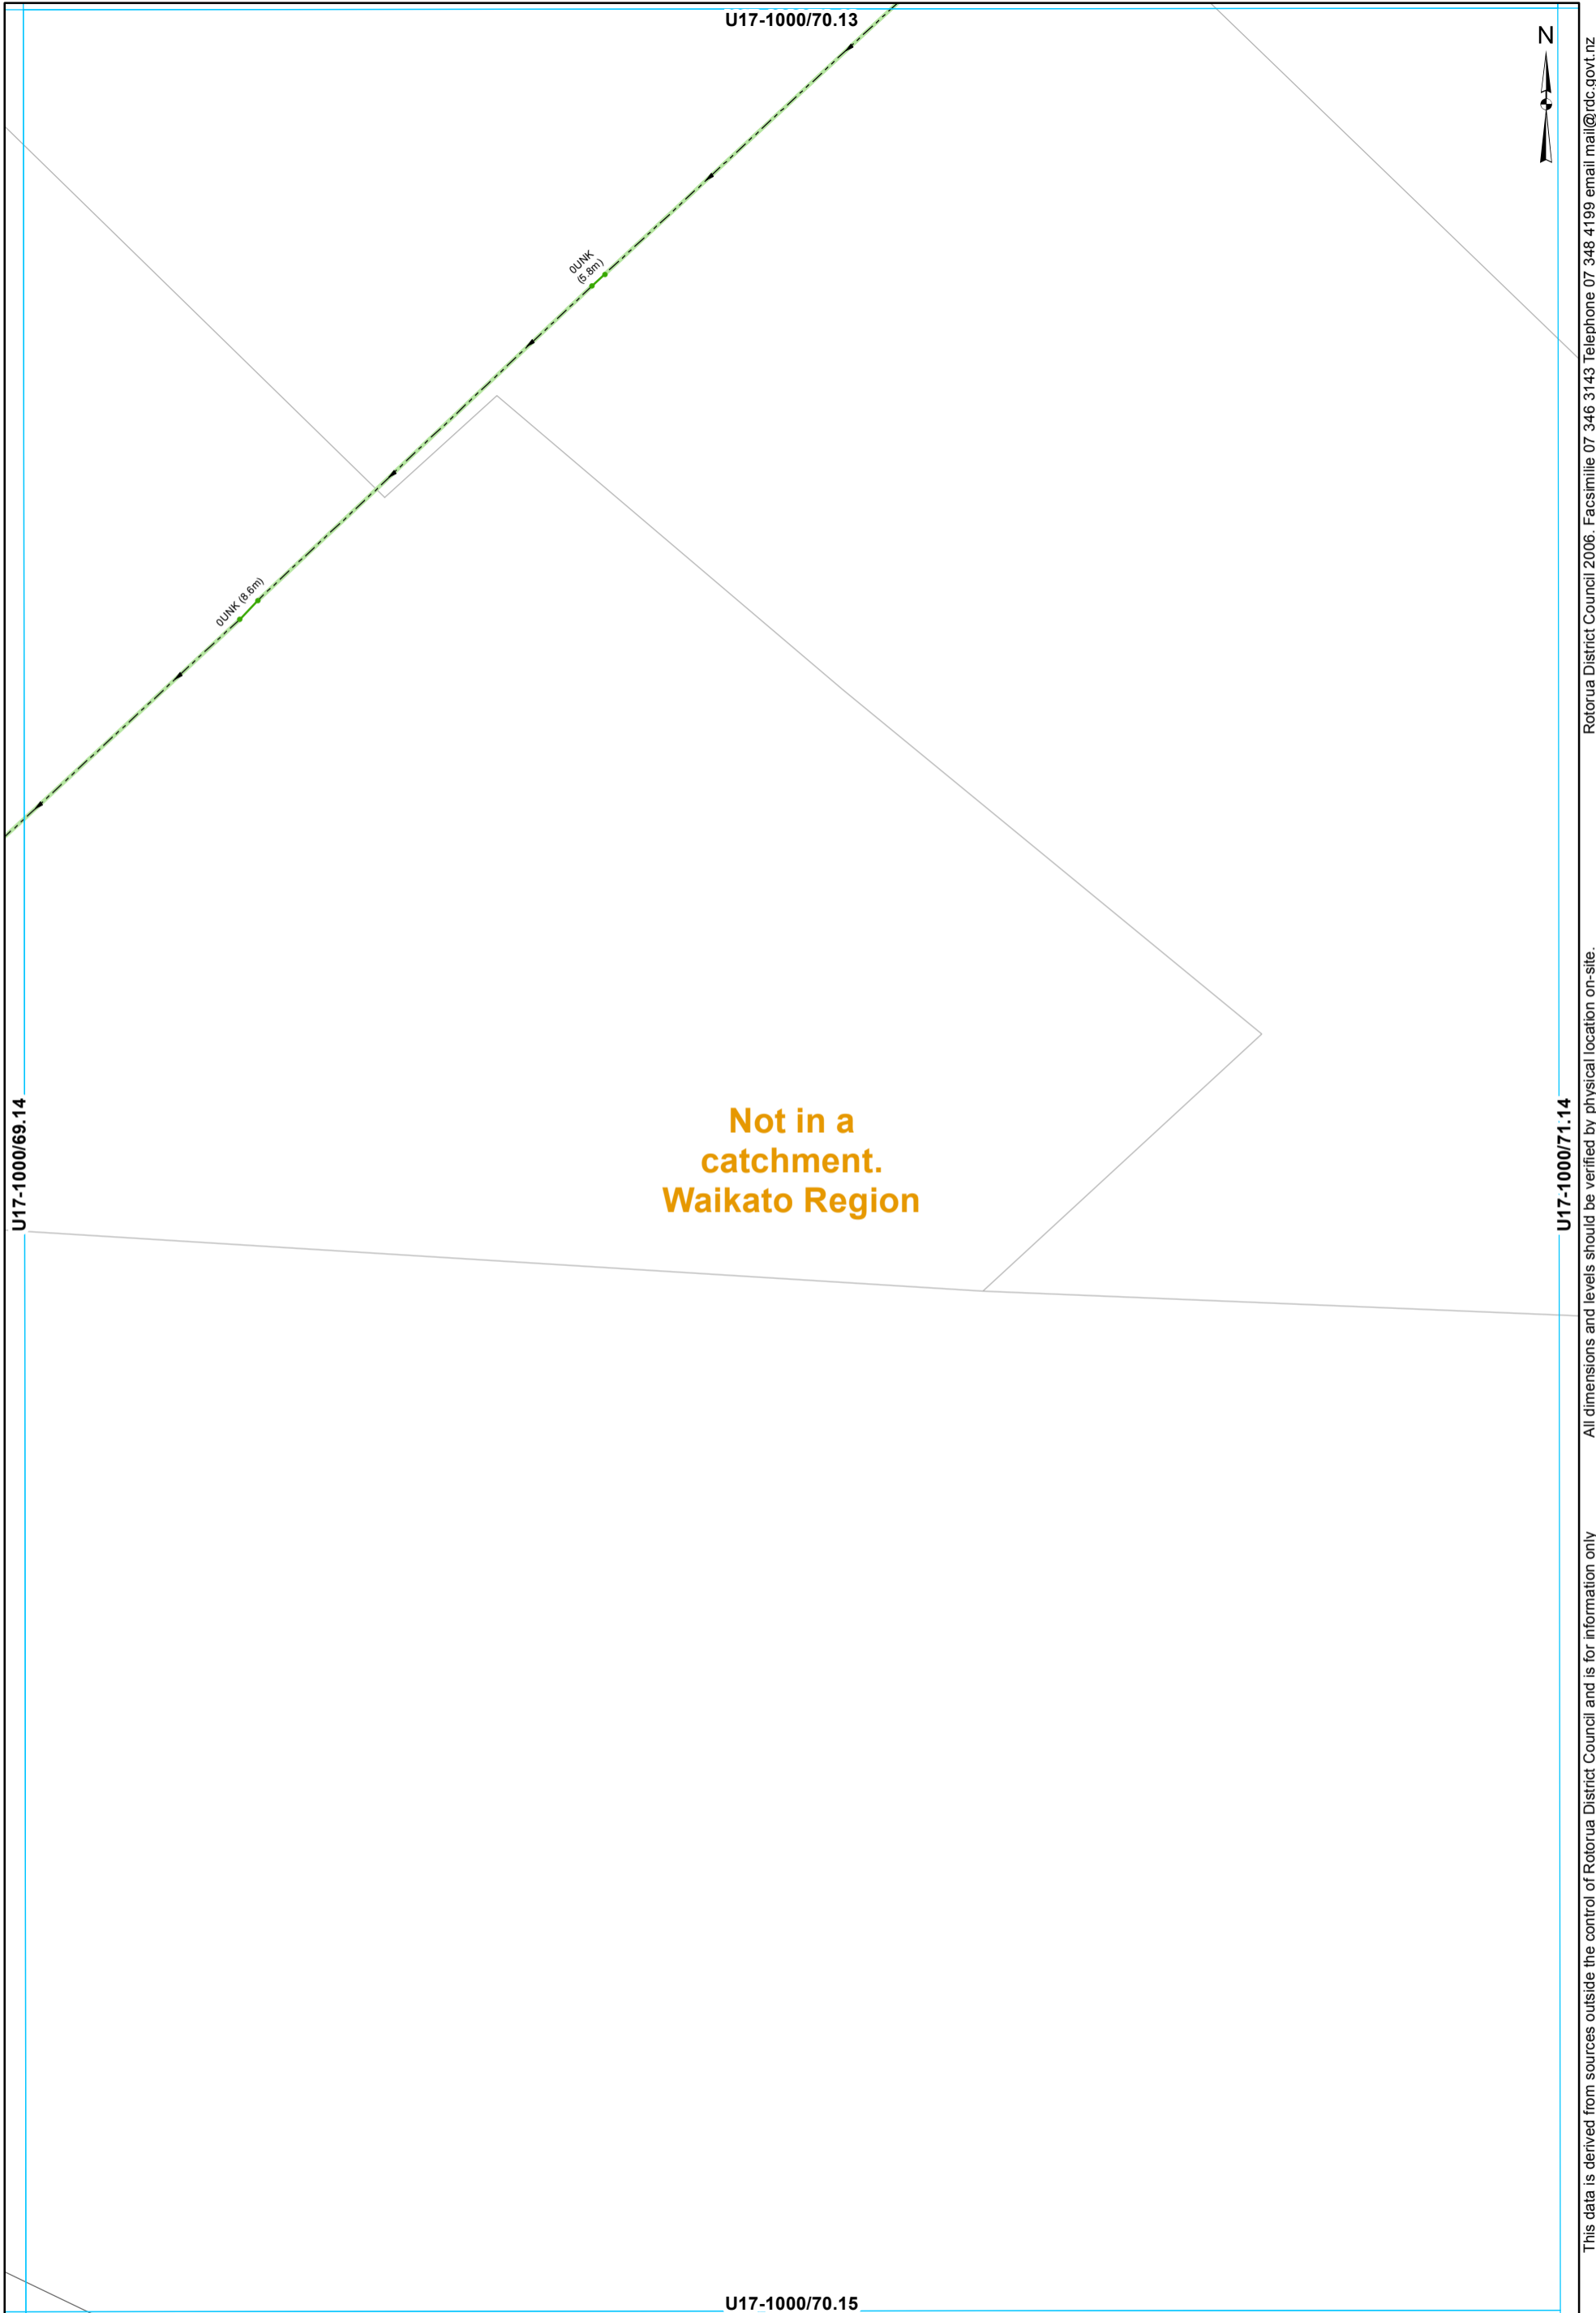 U17-1000/70.13
N
0UNK
(5.8m)
0UNK (8.6m)
Not in a
catchment.
Waikato Region
U17-1000/69.14
U17-1000/71.14
U17-1000/70.15
This data is derived from sources outside the control of Rotorua District Council and is for information only
All dimensions and levels should be verified by physical location on-site.
Rotorua District Council 2006. Facsimilie 07 346 3143 Telephone 07 348 4199 email mail@rdc.govt.nz